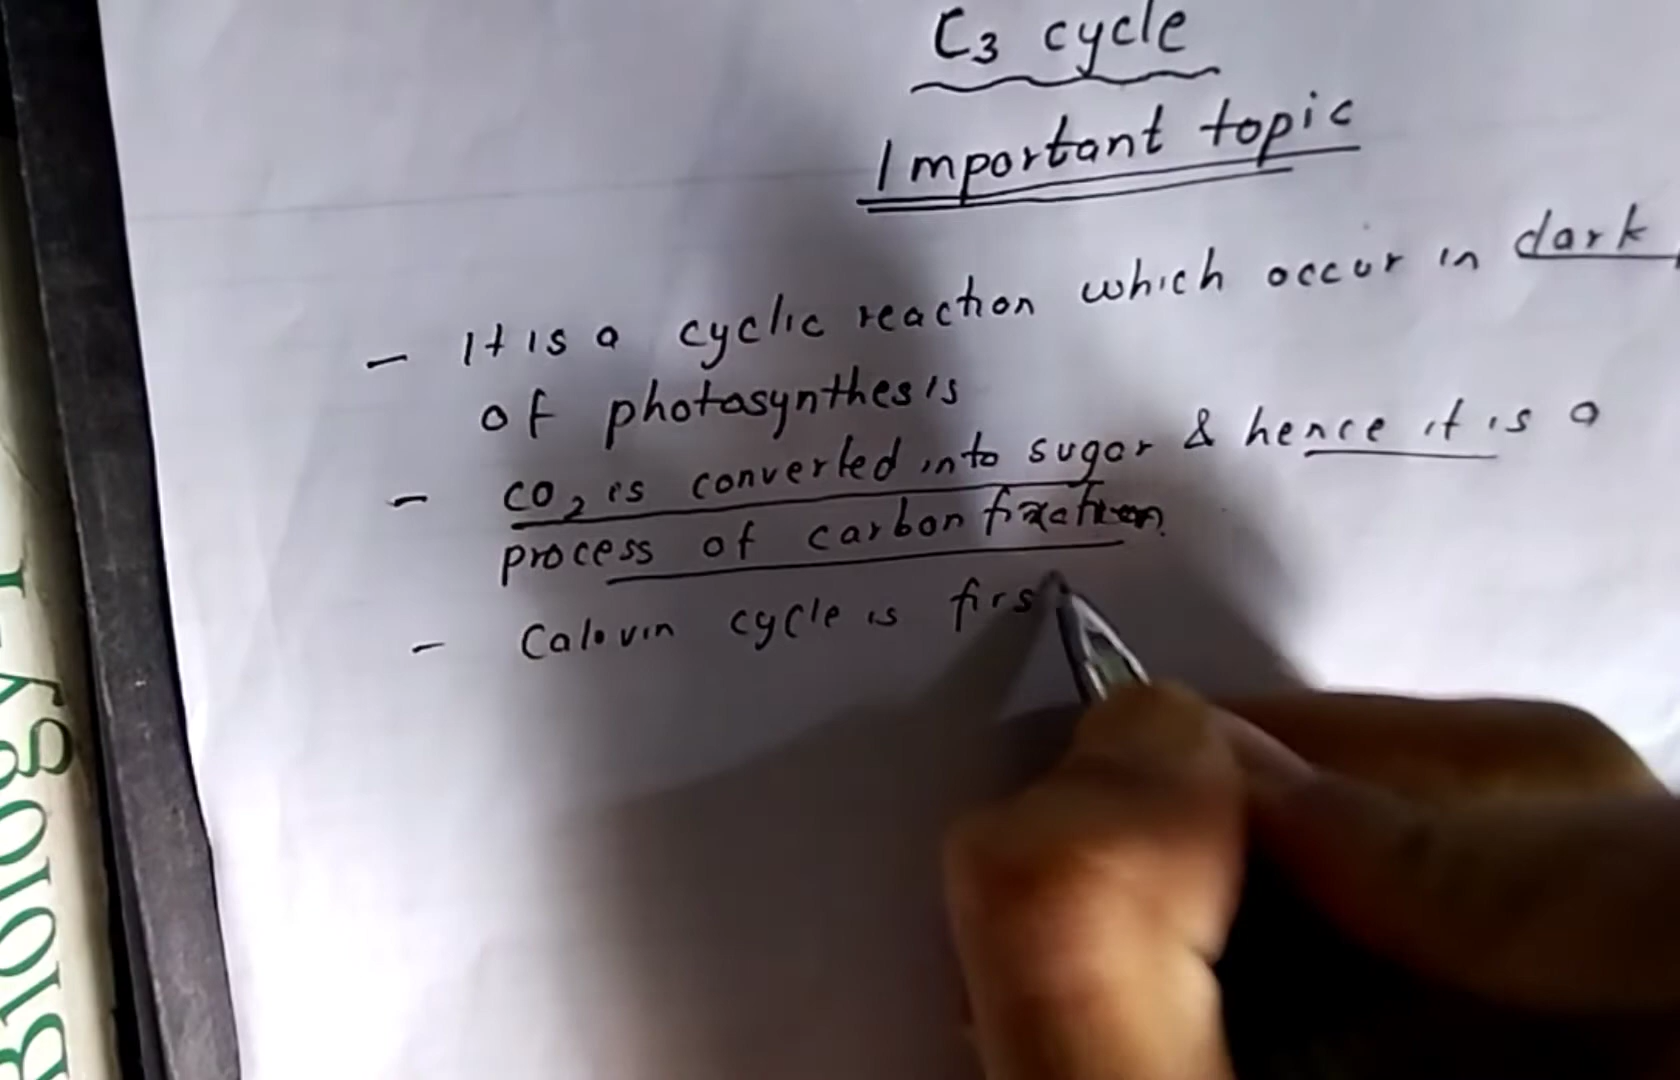 C3 cycle
Important topic
- It is a cyclic reaction which occur in dark
of photosynthesis
- CO2 is converted into sugar & hence it is a
process of carbon fixation.
- Calovin cycle is firs
Biology-I